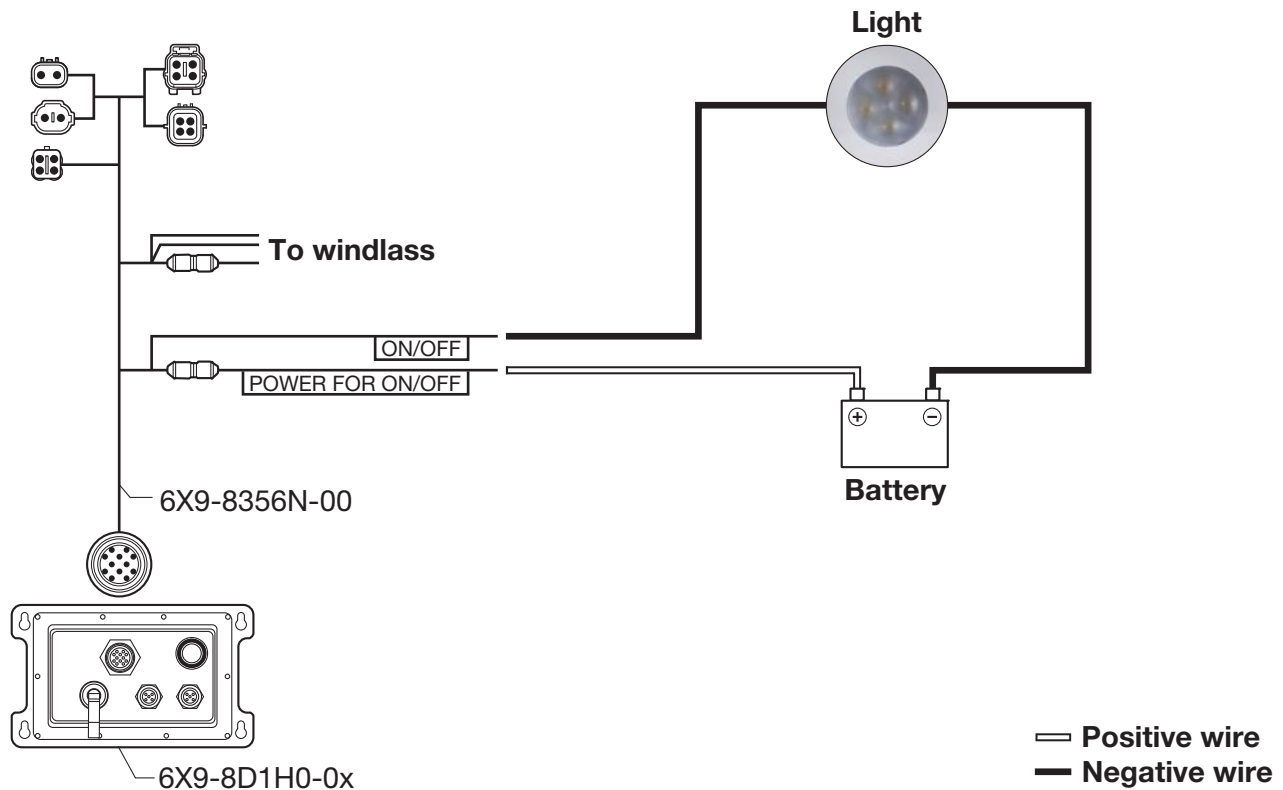 Light
To windlass
ON/OFF
POWER FOR ON/OFF
+
−
Battery
6X9-8356N-00
6X9-8D1H0-0x
Positive wire
Negative wire